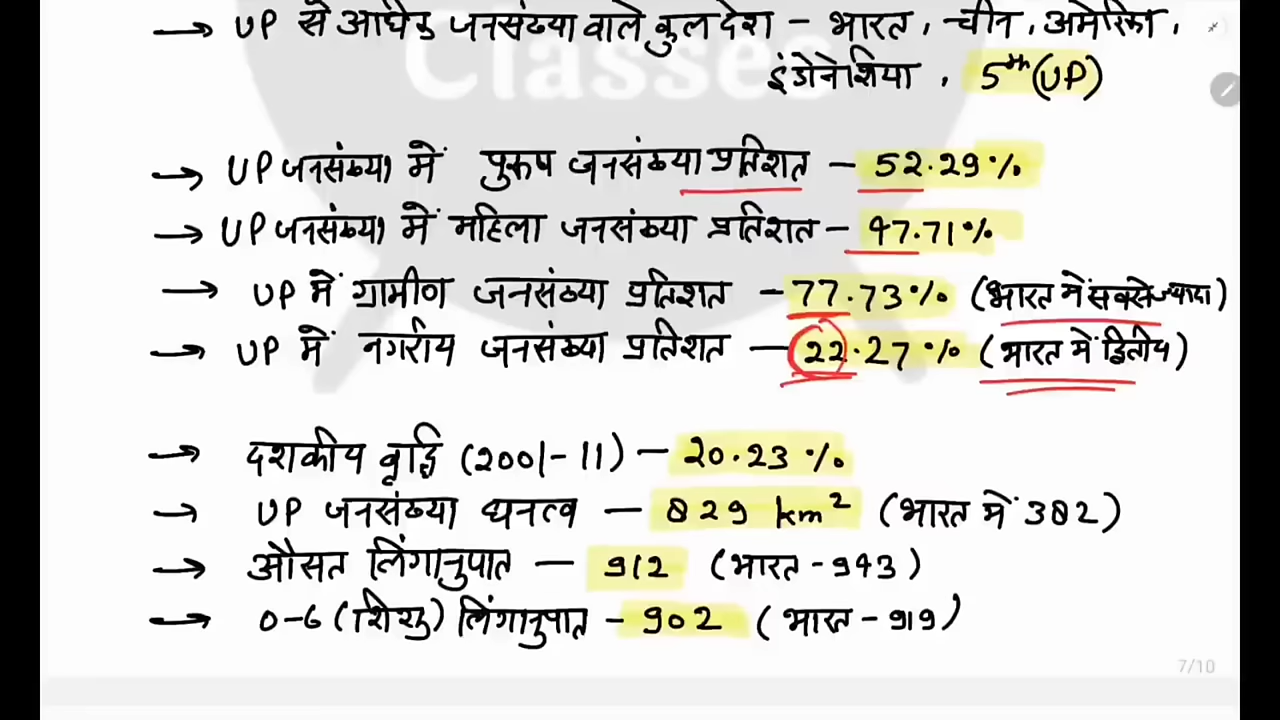 → UP से अधिक जनसंख्या वाले कुल देश – भारत, चीन, अमेरिका,
इंडोनेशिया, 5th (UP)
Classes
→ UP जनसंख्या में पुरुष जनसंख्या प्रतिशत – 52.29%
→ UP जनसंख्या में महिला जनसंख्या प्रतिशत – 47.71%
→ UP में ग्रामीण जनसंख्या प्रतिशत – 77.73% (भारत में सबसे ज्यादा)
→ UP में नगरीय जनसंख्या प्रतिशत – 22.27% (भारत में द्वितीय)
→ दशकीय वृद्धि (2001-11) – 20.23%
→ UP जनसंख्या घनत्व – 829 km² (भारत में 382)
→ औसत लिंगानुपात – 912 (भारत - 943)
→ 0-6 (शिशु) लिंगानुपात – 902 (भारत - 919)
7/10